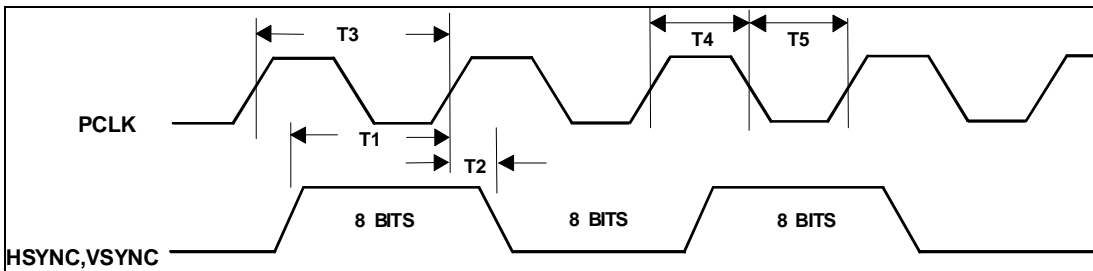 T3
T4
T5
PCLK
T1
T2
8 BITS
8 BITS
8 BITS
HSYNC,VSYNC